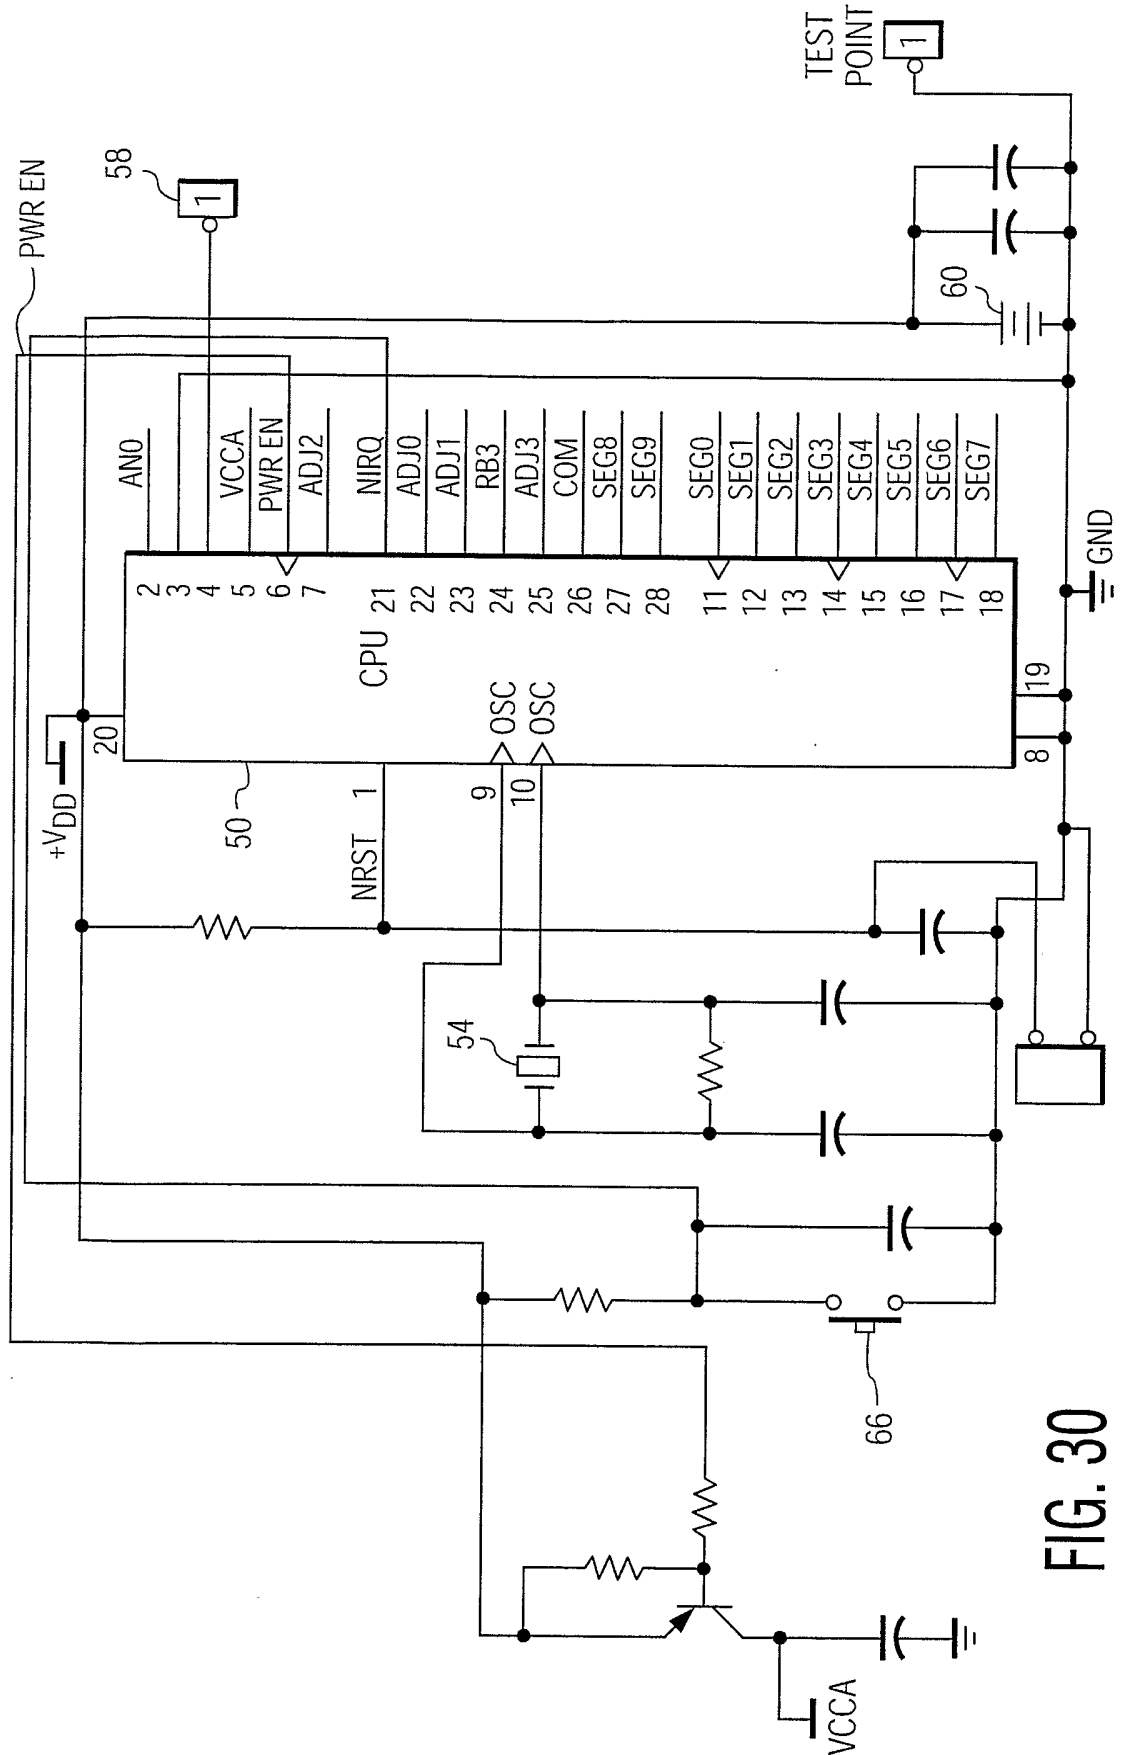 PWR EN
58
1
TEST
POINT
1
+VDD
60
20
50
CPU
2
AN0
3
4
5
VCCA
6
PWR EN
7
ADJ2
21
NIRQ
22
ADJ0
23
ADJ1
24
RB3
25
ADJ3
26
COM
27
SEG8
28
SEG9
11
SEG0
12
SEG1
13
SEG2
14
SEG3
15
SEG4
16
SEG5
17
SEG6
18
SEG7
NRST
1
9
OSC
10
OSC
8
19
GND
54
66
VCCA
FIG. 30